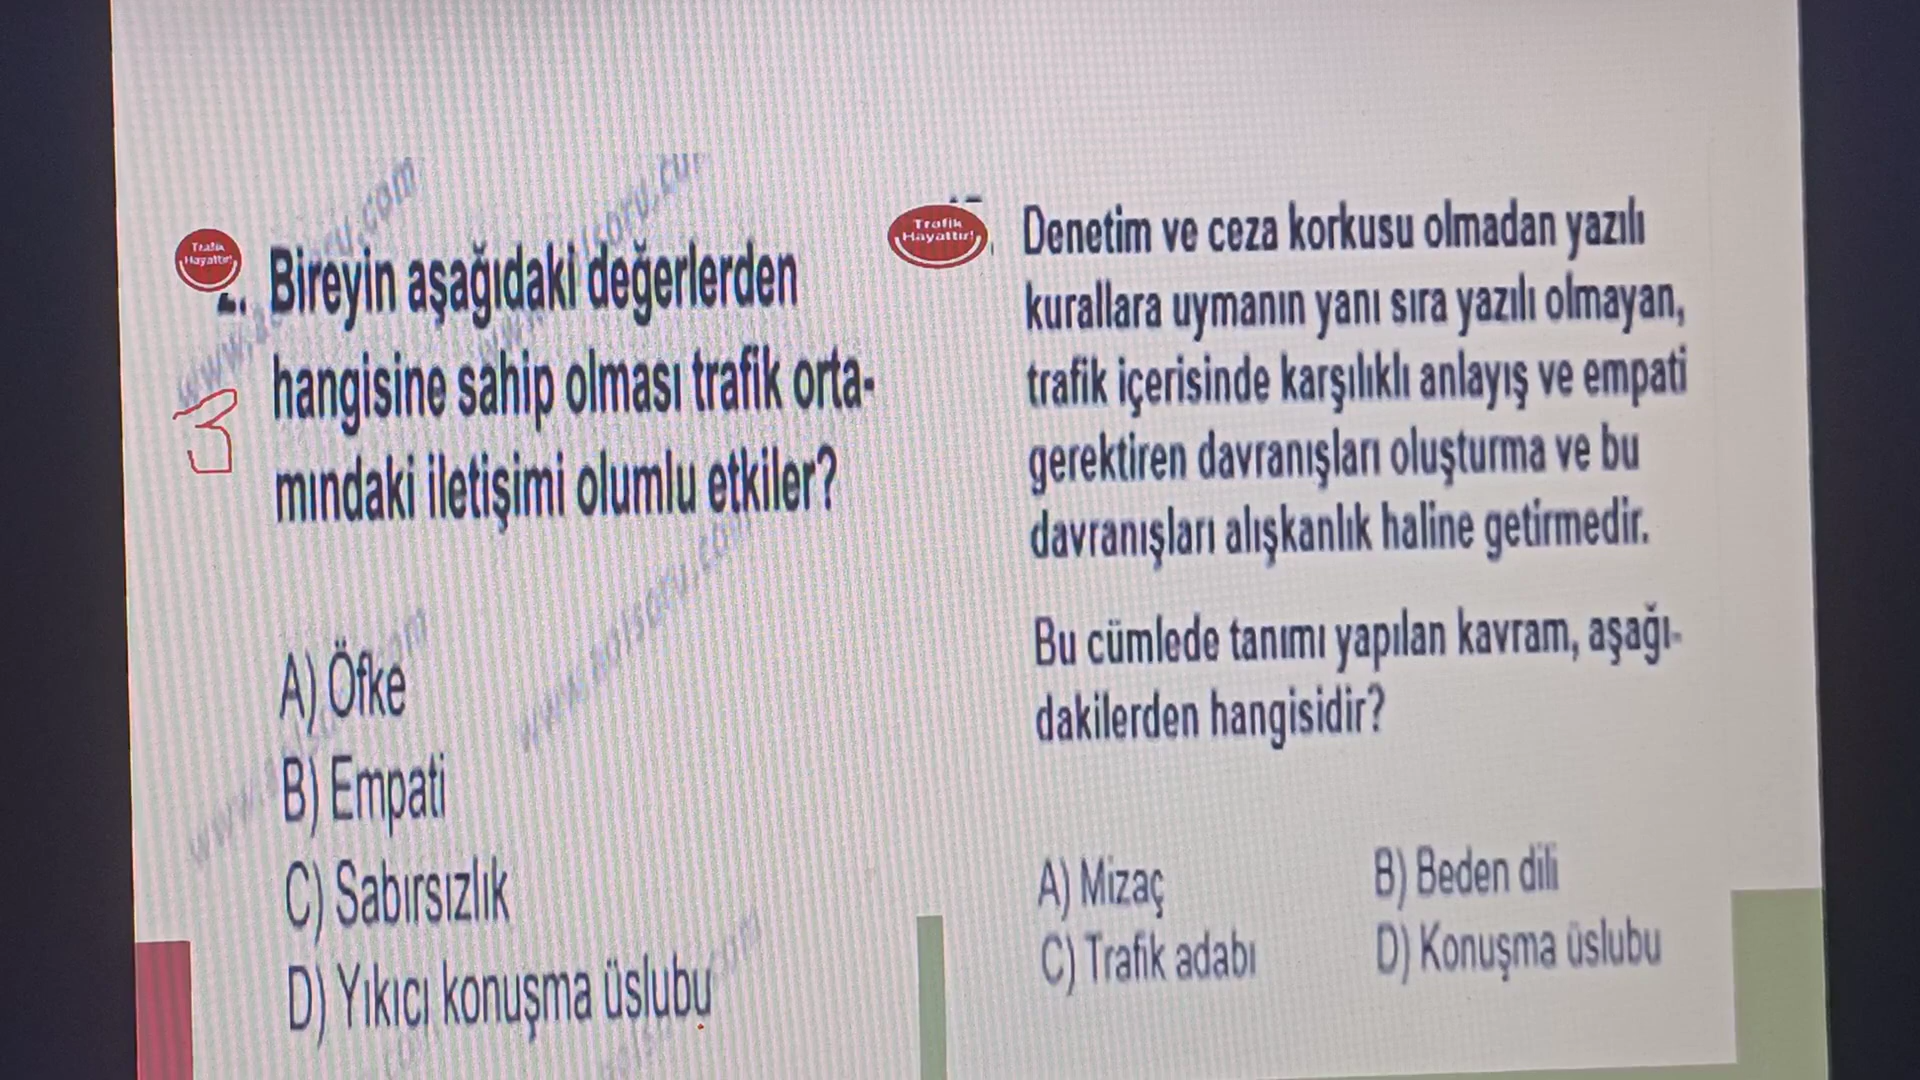 Trafik
Hayattır!
2. Bireyin aşağıdaki değerlerden
hangisine sahip olması trafik orta-
mındaki iletişimi olumlu etkiler?
3
A) Öfke
B) Empati
C) Sabırsızlık
D) Yıkıcı konuşma üslubu
www.aolsoru.com
Trafik
Hayattır!
Denetim ve ceza korkusu olmadan yazılı
kurallara uymanın yanı sıra yazılı olmayan,
trafik içerisinde karşılıklı anlayış ve empati
gerektiren davranışları oluşturma ve bu
davranışları alışkanlık haline getirmedir.
Bu cümlede tanımı yapılan kavram, aşağı-
dakilerden hangisidir?
A) Mizaç B) Beden dili
C) Trafik adabı D) Konuşma üslubu